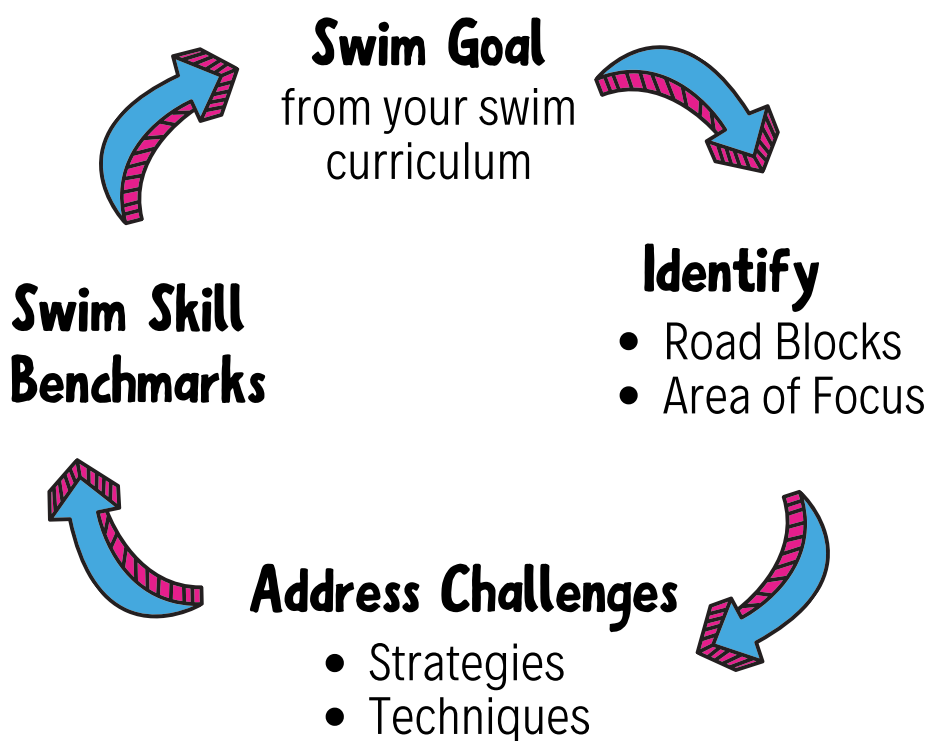 Swim Goal
from your swim
curriculum
Identify
• Road Blocks
• Area of Focus
Address Challenges
• Strategies
• Techniques
Swim Skill
Benchmarks